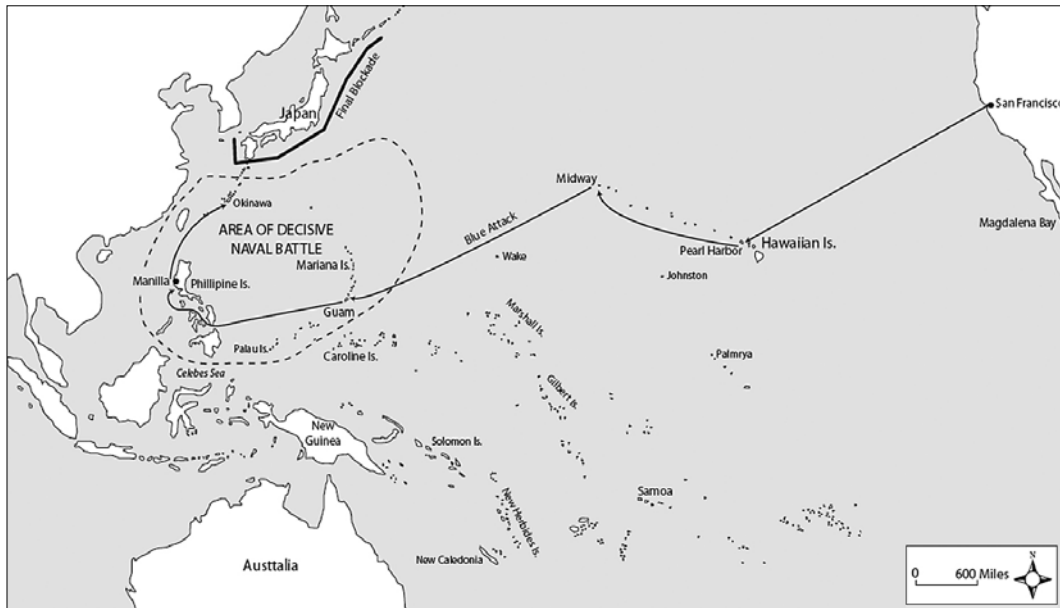 Japan
Final Blockade
San Francisco
Midway
Okinawa
Blue Attack
Magdalena Bay
AREA OF DECISIVE
NAVAL BATTLE
Pearl Harbor
Hawaiian Is.
Wake
Mariana Is.
Johnston
Manilla
Phillipine Is.
Guam
Marshall Is.
Palau Is.
Caroline Is.
Palmrya
Celebes Sea
Gilbert Is.
New
Guinea
Solomon Is.
Samoa
New Herbides Is.
New Caledonia
Austtalia
N
0 600 Miles